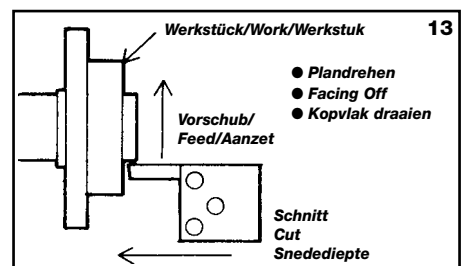 Werkstück/Work/Werkstuk
13
● Plandrehen
● Facing Off
● Kopvlak draaien
Vorschub/
Feed/Aanzet
Schnitt
Cut
Snedediepte